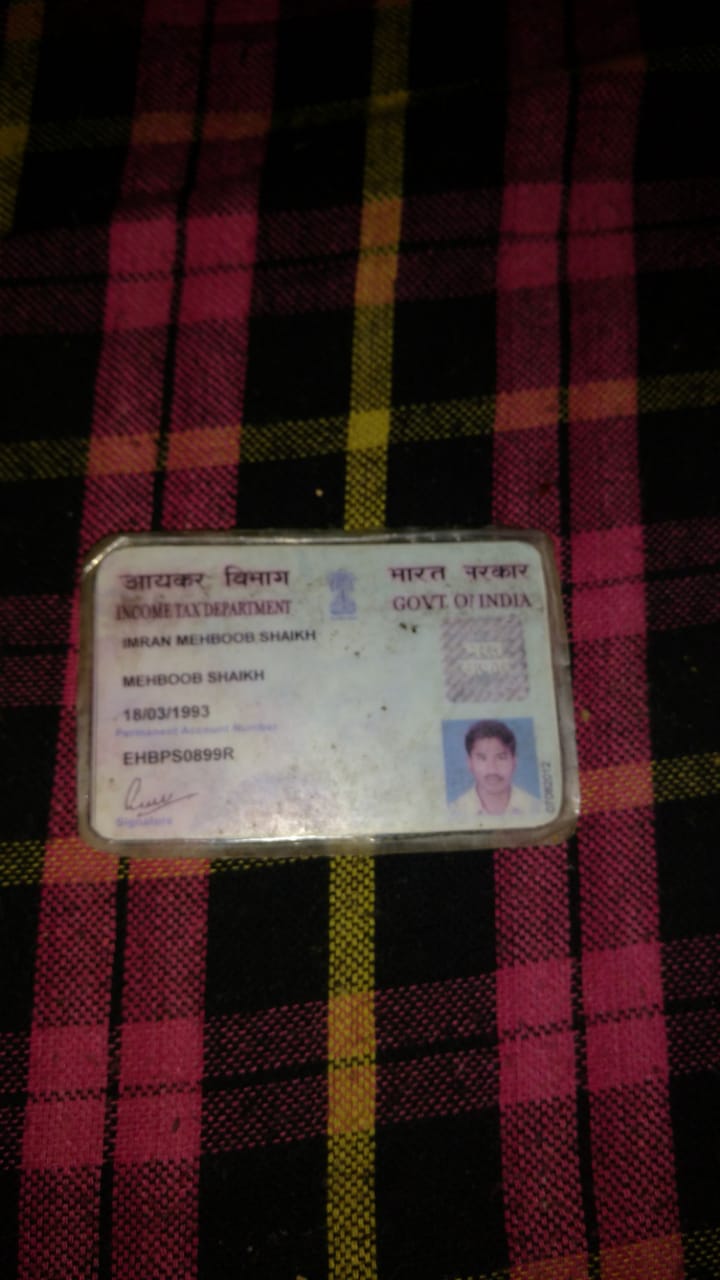 आयकर विभाग
INCOME TAX DEPARTMENT
भारत सरकार
GOVT. OF INDIA
IMRAN MEHBOOB SHAIKH
MEHBOOB SHAIKH
18/03/1993
Permanent Account Number
EHBPS0899R
Signature